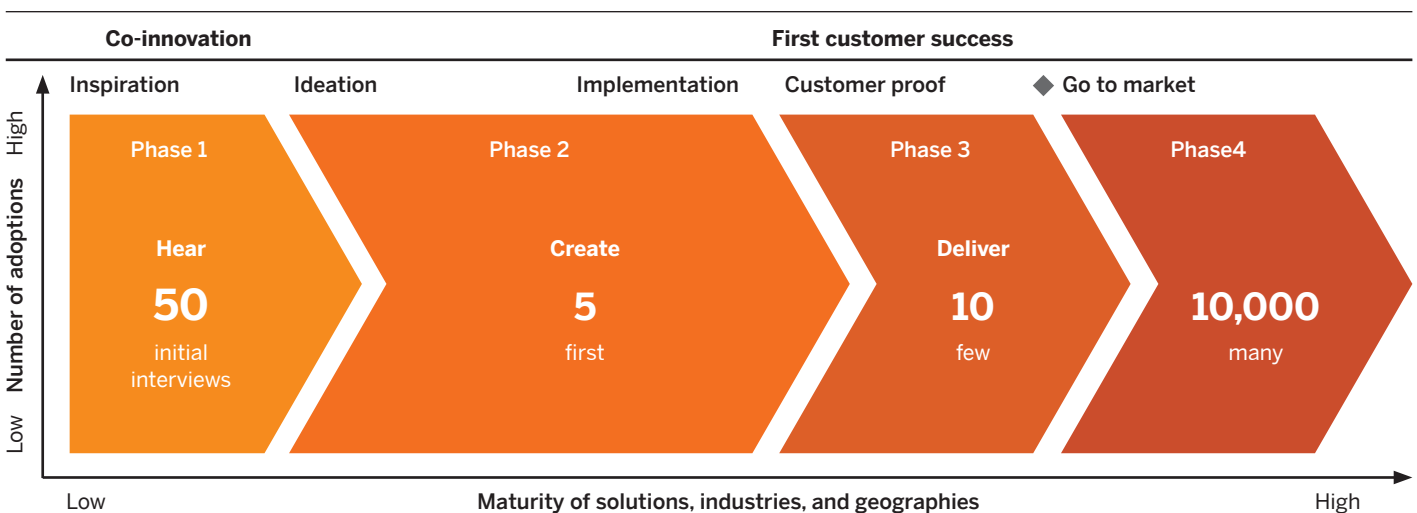 Co-innovation First customer success
Inspiration Ideation Implementation Customer proof Go to market
High
Number of adoptions
Low
Phase 1
Hear
50
initial
interviews
Phase 2
Create
5
first
Phase 3
Deliver
10
few
Phase4
10,000
many
Low Maturity of solutions, industries, and geographies High